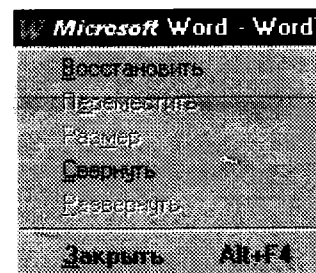 W Microsoft Word - Word
Восстановить
Переместить
Размер
Свернуть
Развернуть
Закрыть Alt+F4